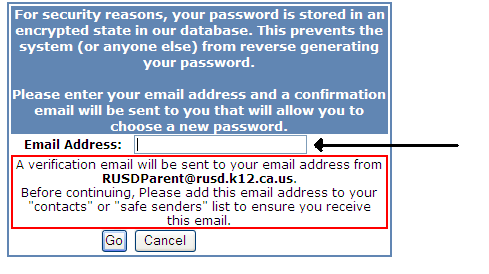 For security reasons, your password is stored in an
encrypted state in our database. This prevents the
system (or anyone else) from reverse generating
your password.
Please enter your email address and a confirmation
email will be sent to you that will allow you to
choose a new password.
Email Address:
A verification email will be sent to your email address from
RUSDParent@rusd.k12.ca.us.
Before continuing, Please add this email address to your
"contacts" or "safe senders" list to ensure you receive
this email.
Go Cancel